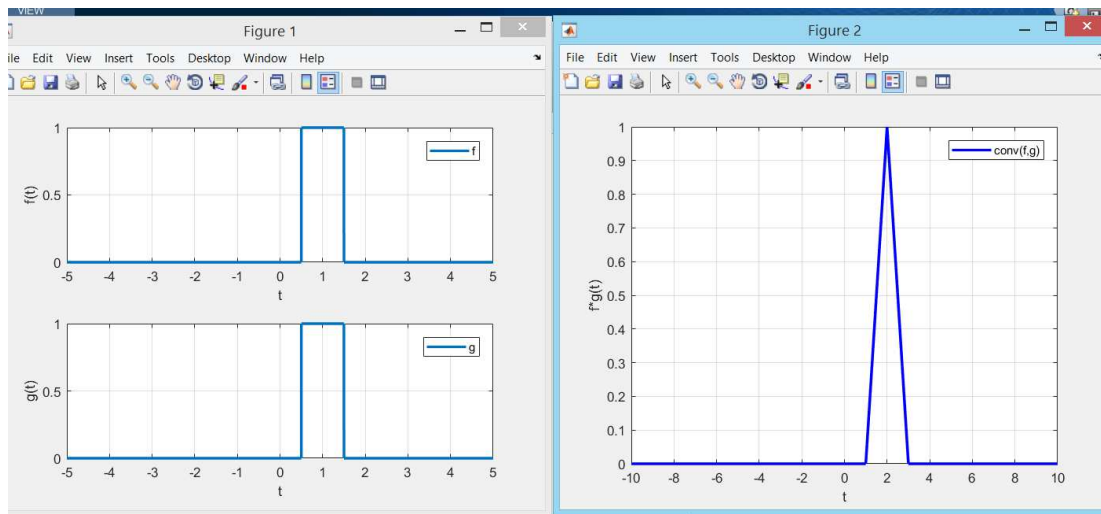 VIEW
Figure 1
ile Edit View Insert Tools Desktop Window Help
1
0.5
0
f(t)
f
-5 -4 -3 -2 -1 0 1 2 3 4 5
t
1
0.5
0
g(t)
g
-5 -4 -3 -2 -1 0 1 2 3 4 5
t
Figure 2
File Edit View Insert Tools Desktop Window Help
1
0.9
0.8
0.7
0.6
0.5
0.4
0.3
0.2
0.1
0
f*g(t)
conv(f,g)
-10 -8 -6 -4 -2 0 2 4 6 8 10
t